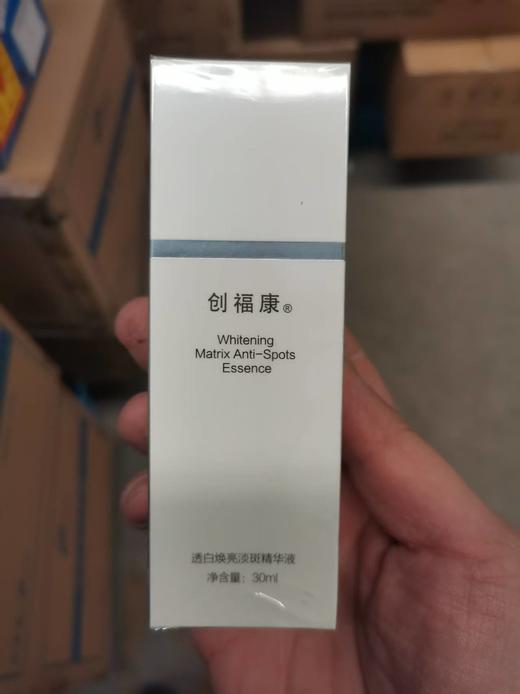 创福康®
Whitening
Matrix Anti-Spots
Essence
透白焕亮淡斑精华液
净含量：30ml